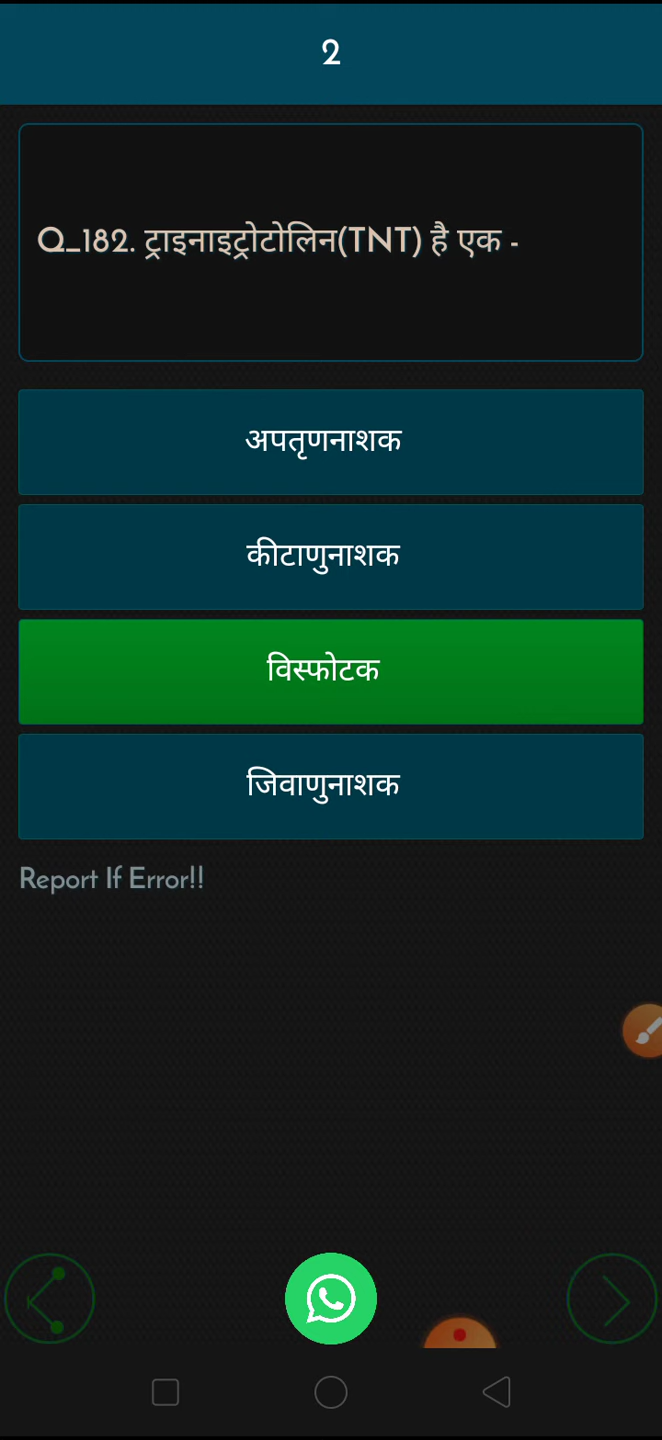 2
Q_182. ट्राइनाइट्रोटोलिन(TNT) है एक -
अपतृणनाशक
कीटाणुनाशक
विस्फोटक
जिवाणुनाशक
Report If Error!!